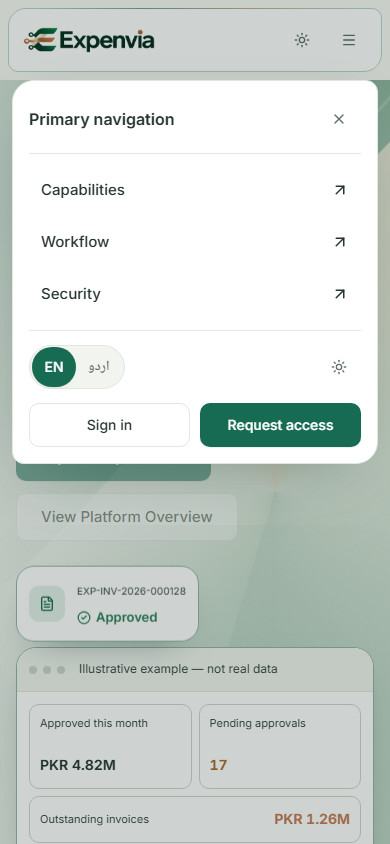 Expenvia
Primary navigation
Capabilities
Workflow
Security
EN
اردو
Sign in
Request access
View Platform Overview
EXP-INV-2026-000128
Approved
Illustrative example — not real data
Approved this month
Pending approvals
PKR 4.82M
17
Outstanding invoices
PKR 1.26M